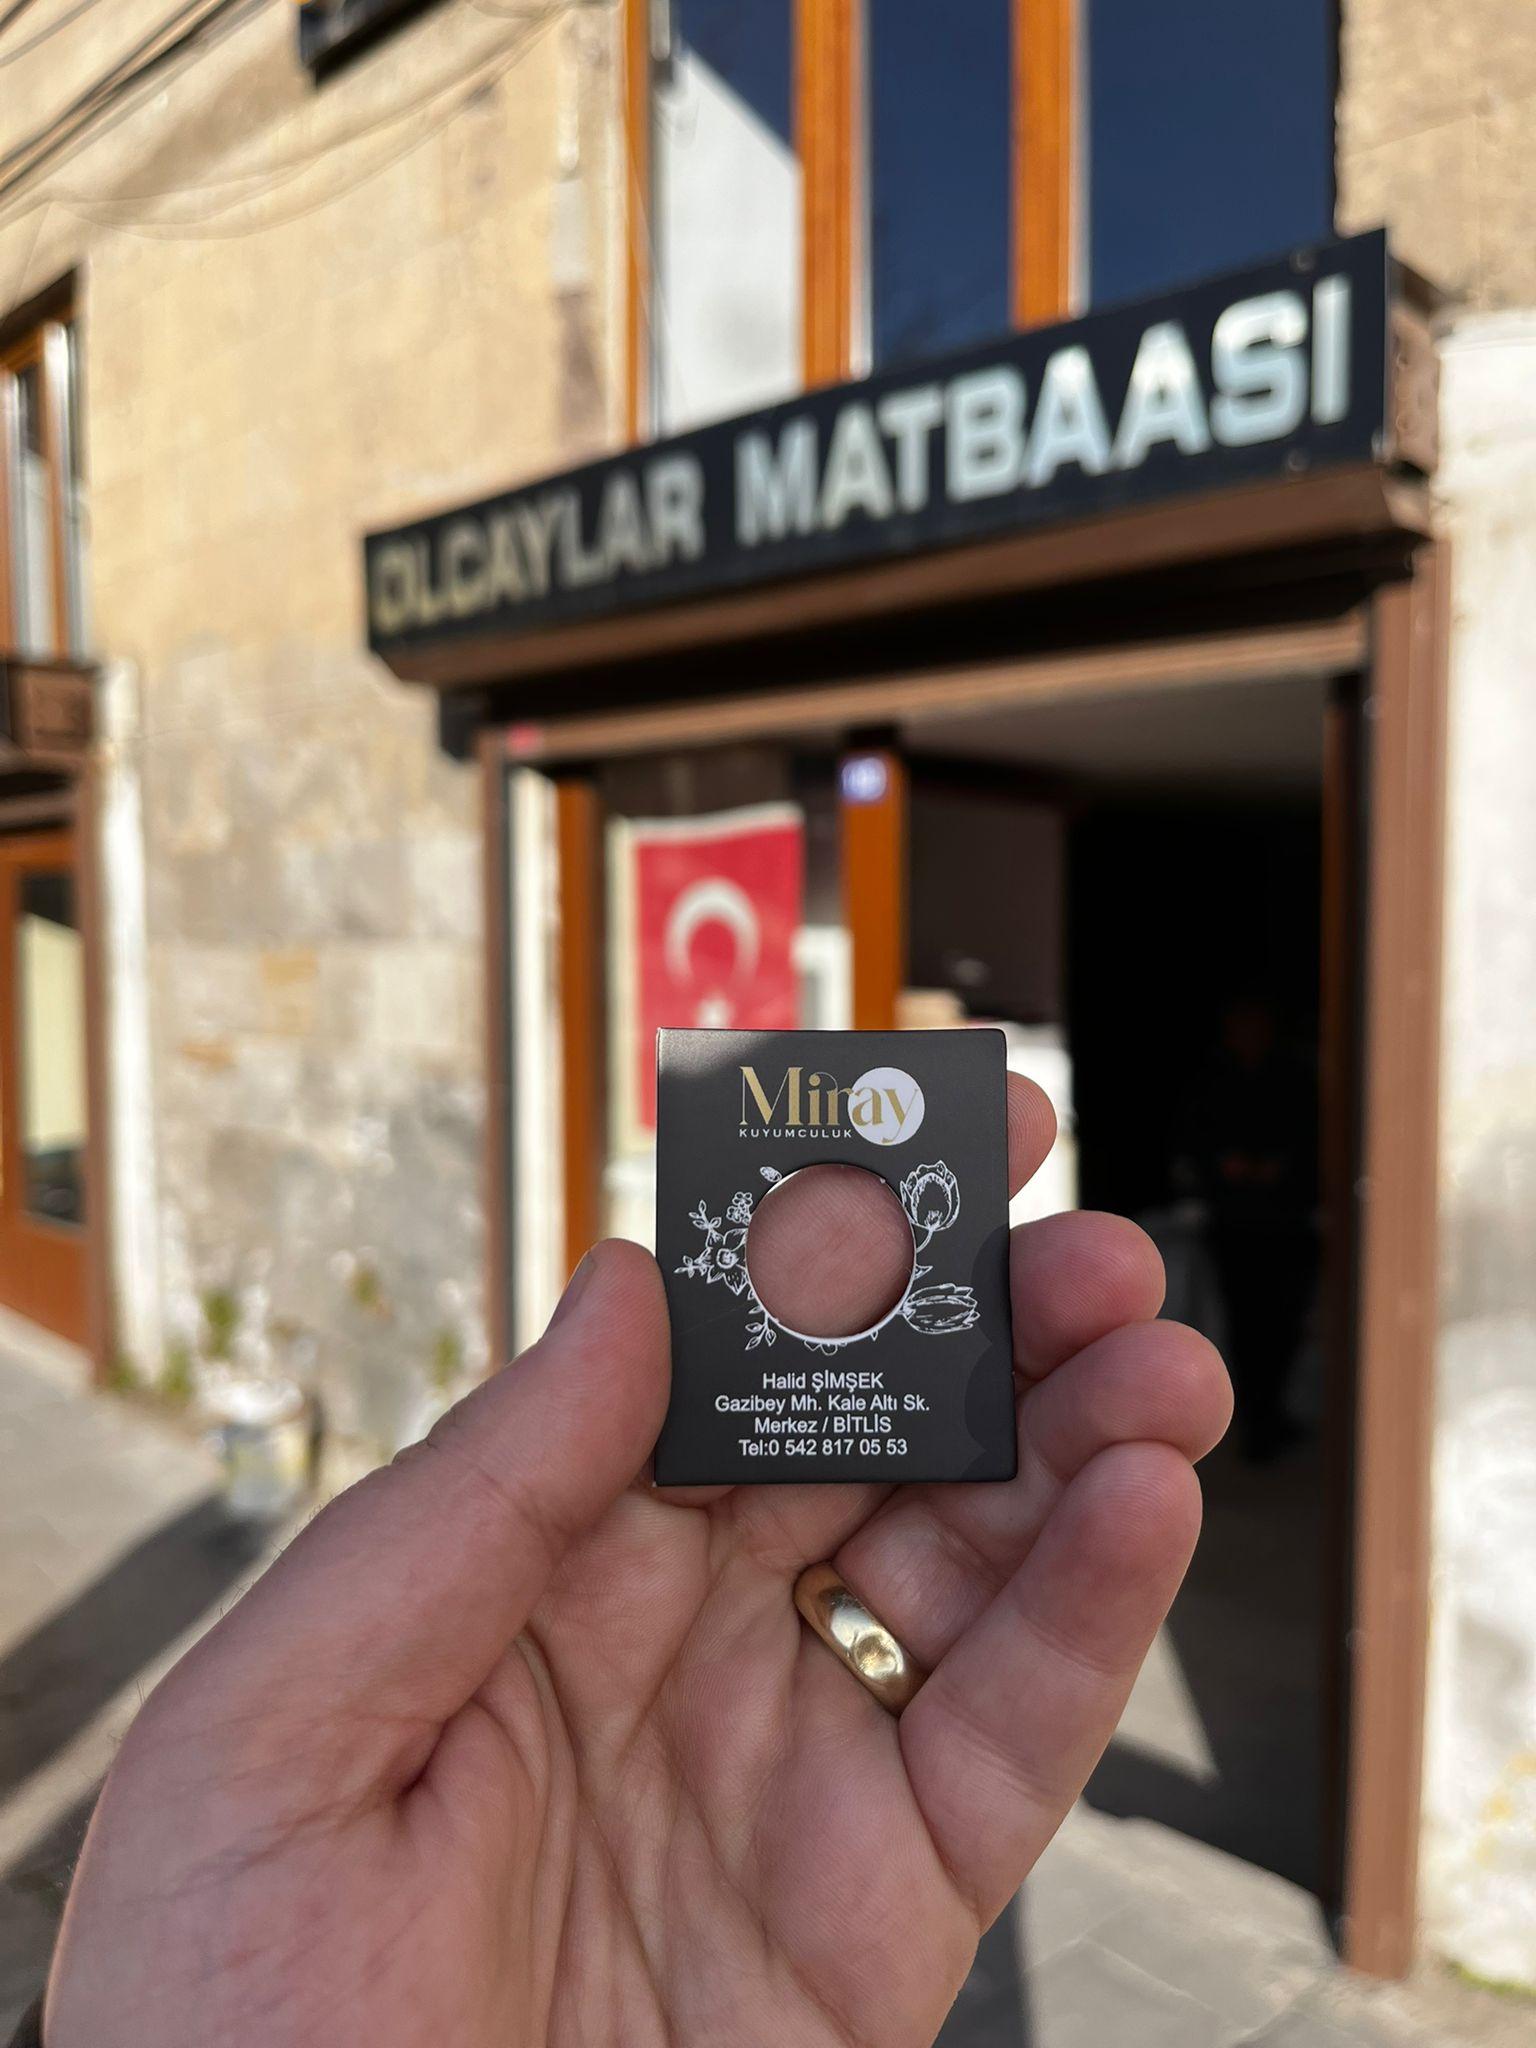 OLCAYLAR MATBAASI
Miray
KUYUMCULUK
Halid ŞİMŞEK
Gazibey Mh. Kale Altı Sk.
Merkez / BİTLİS
Tel:0 542 817 05 53